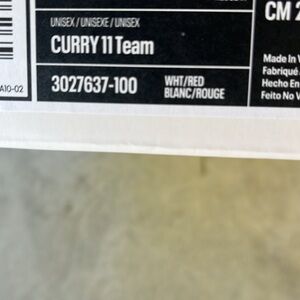 CM 2
UNISEX / UNISEXE / UNISEX
CURRY 11 Team
3027637-100
WHT/RED
BLANC/ROUGE
A10-02
Made In V
Fabriqué
Hecho En
Feito No V